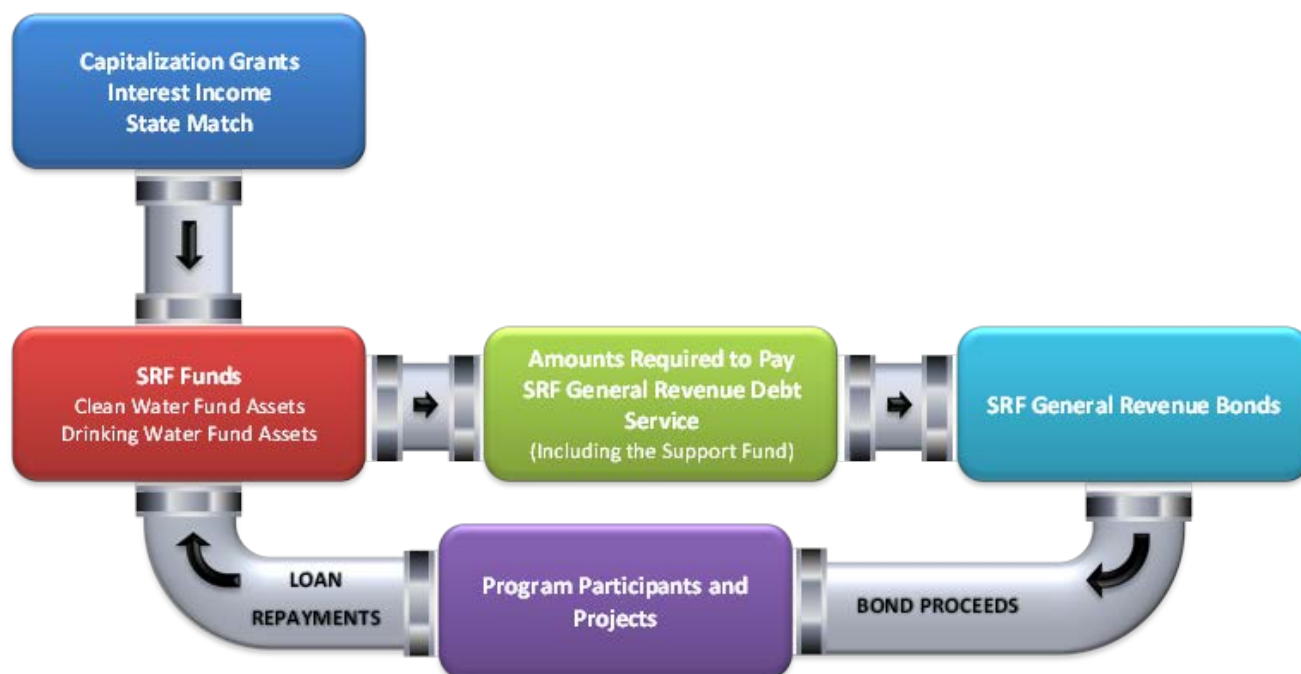 Capitalization Grants
Interest Income
State Match
SRF Funds
Clean Water Fund Assets
Drinking Water Fund Assets
Amounts Required to Pay
SRF General Revenue Debt
Service
(Including the Support Fund)
SRF General Revenue Bonds
LOAN
REPAYMENTS
Program Participants and
Projects
BOND PROCEEDS